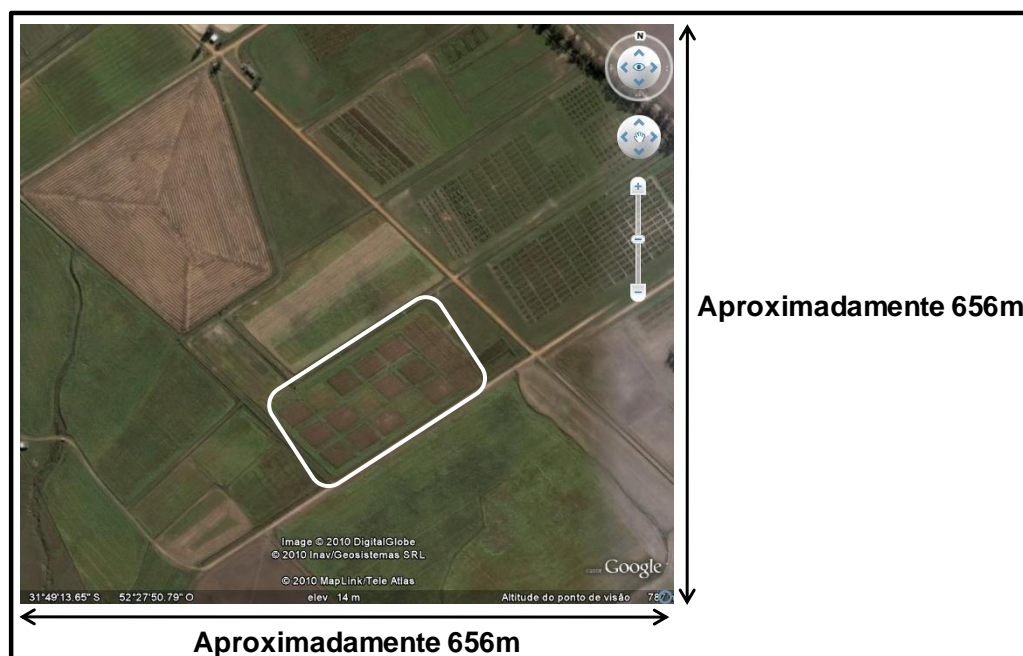 N
Aproximadamente 656m
Image © 2010 DigitalGlobe
© 2010 Inav/Geosistemas SRL
© 2010 MapLink/Tele Atlas
Google
31°49'13.65" S 52°27'50.79" O elev 14 m Altitude do ponto de visão
Aproximadamente 656m